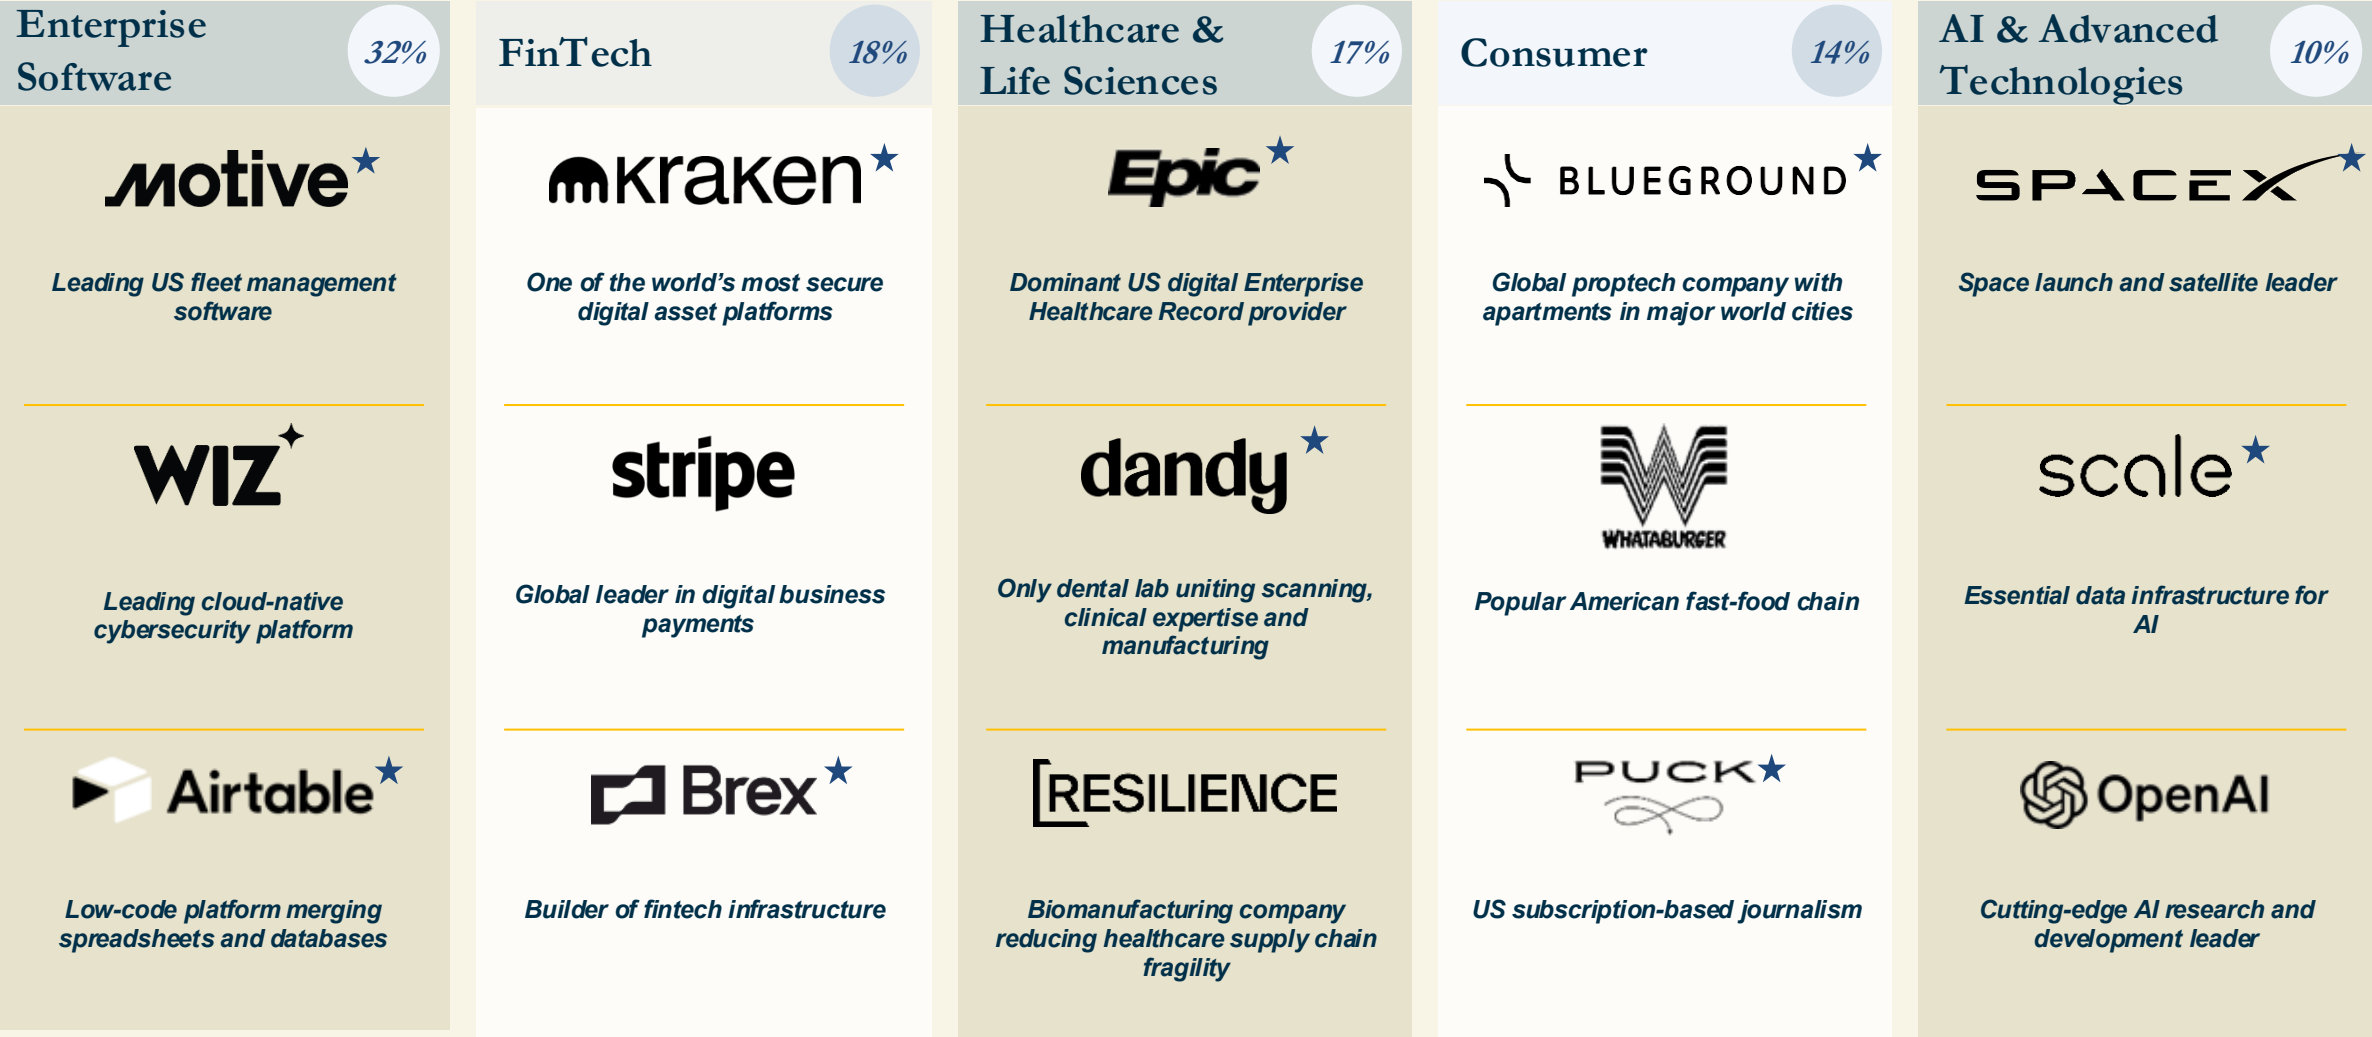 Enterprise
Software
32%
motive
Leading US fleet management
software
WIZ
Leading cloud-native
cybersecurity platform
Airtable
Low-code platform merging
spreadsheets and databases
FinTech
18%
kraken
One of the world’s most secure
digital asset platforms
stripe
Global leader in digital business
payments
Brex
Builder of fintech infrastructure
Healthcare &
Life Sciences
17%
Epic
Dominant US digital Enterprise
Healthcare Record provider
dandy
Only dental lab uniting scanning,
clinical expertise and
manufacturing
RESILIENCE
Biomanufacturing company
reducing healthcare supply chain
fragility
Consumer
14%
BLUEGROUND
Global proptech company with
apartments in major world cities
WHATABURGER
Popular American fast-food chain
PUCK
US subscription-based journalism
AI & Advanced
Technologies
10%
SPACEX
Space launch and satellite leader
scale
Essential data infrastructure for
AI
OpenAI
Cutting-edge AI research and
development leader